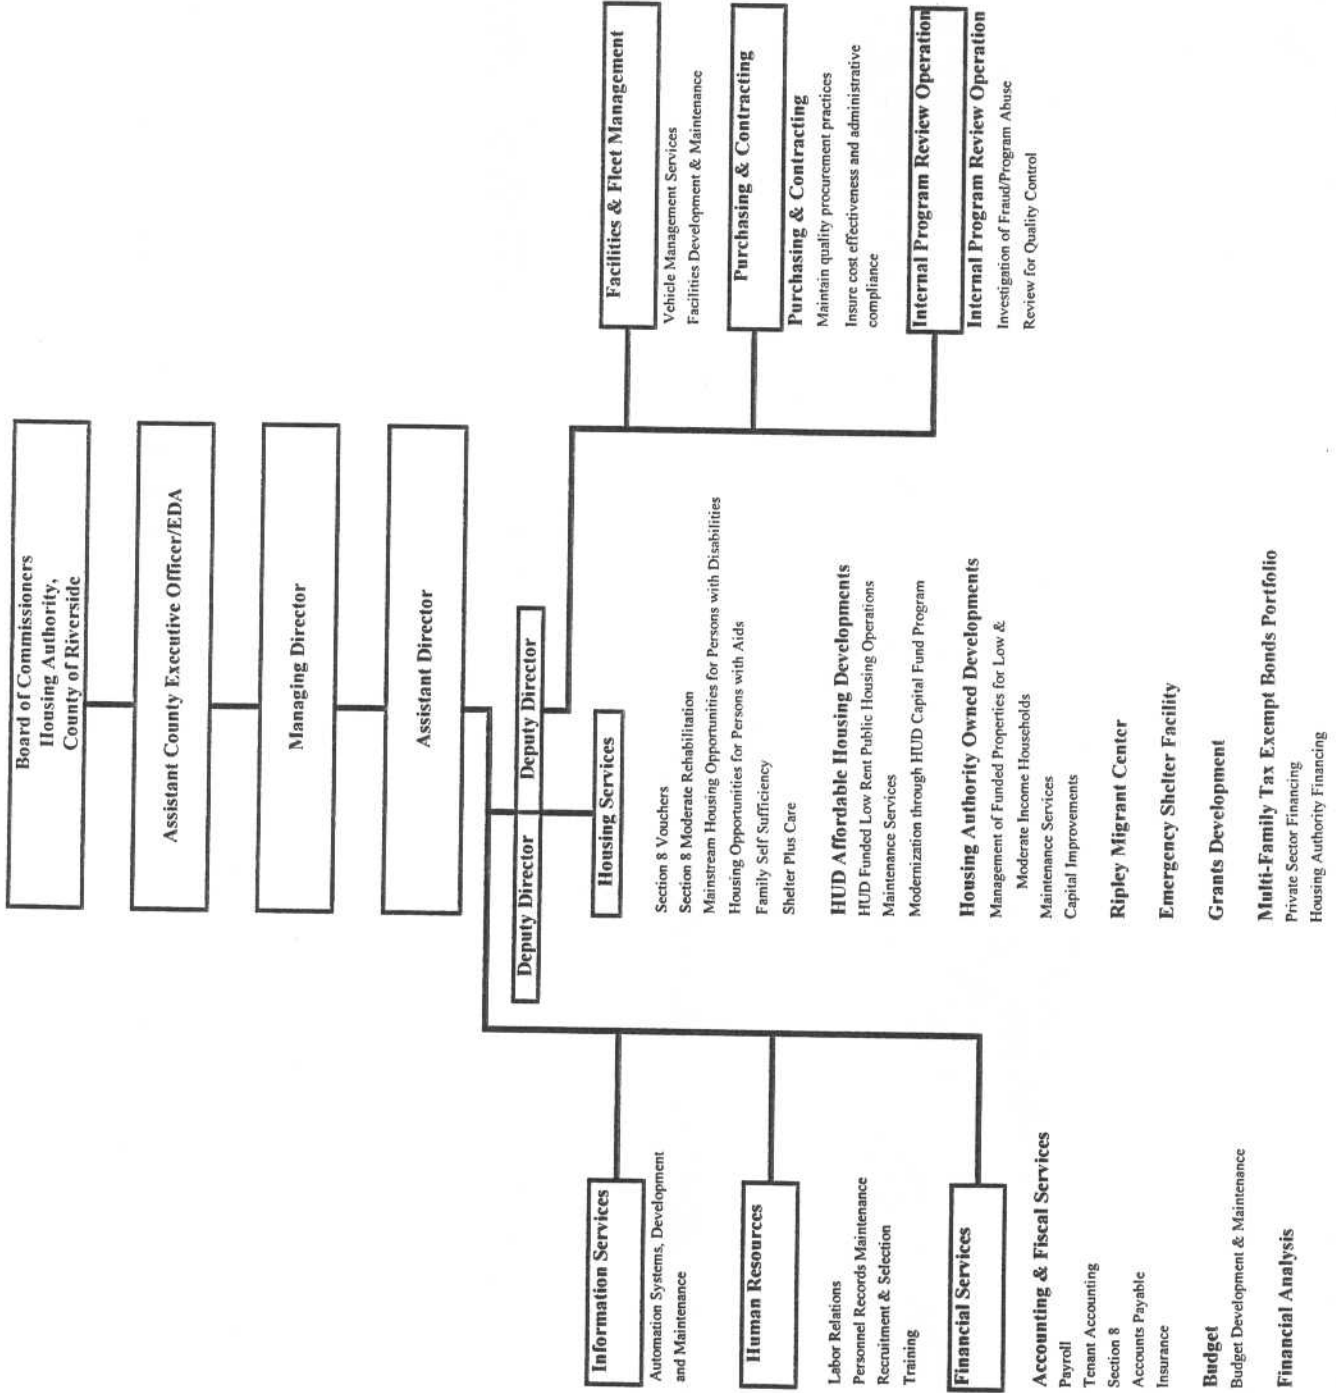 Board of Commissioners
Housing Authority,
County of Riverside
Assistant County Executive Officer/EDA
Managing Director
Assistant Director
Deputy Director
Deputy Director
Information Services
Automation Systems, Development
and Maintenance
Human Resources
Labor Relations
Personnel Records Maintenance
Recruitment & Selection
Training
Financial Services
Accounting & Fiscal Services
Payroll
Tenant Accounting
Section 8
Accounts Payable
Insurance
Budget
Budget Development & Maintenance
Financial Analysis
Housing Services
Section 8 Vouchers
Section 8 Moderate Rehabilitation
Mainstream Housing Opportunities for Persons with Disabilities
Housing Opportunities for Persons with Aids
Family Self Sufficiency
Shelter Plus Care
HUD Affordable Housing Developments
HUD Funded Low Rent Public Housing Operations
Maintenance Services
Modernization through HUD Capital Fund Program
Housing Authority Owned Developments
Management of Funded Properties for Low &
Moderate Income Households
Maintenance Services
Capital Improvements
Ripley Migrant Center
Emergency Shelter Facility
Grants Development
Multi-Family Tax Exempt Bonds Portfolio
Private Sector Financing
Housing Authority Financing
Facilities & Fleet Management
Vehicle Management Services
Facilities Development & Maintenance
Purchasing & Contracting
Purchasing & Contracting
Maintain quality procurement practices
Insure cost effectiveness and administrative
compliance
Internal Program Review Operation
Internal Program Review Operation
Investigation of Fraud/Program Abuse
Review for Quality Control